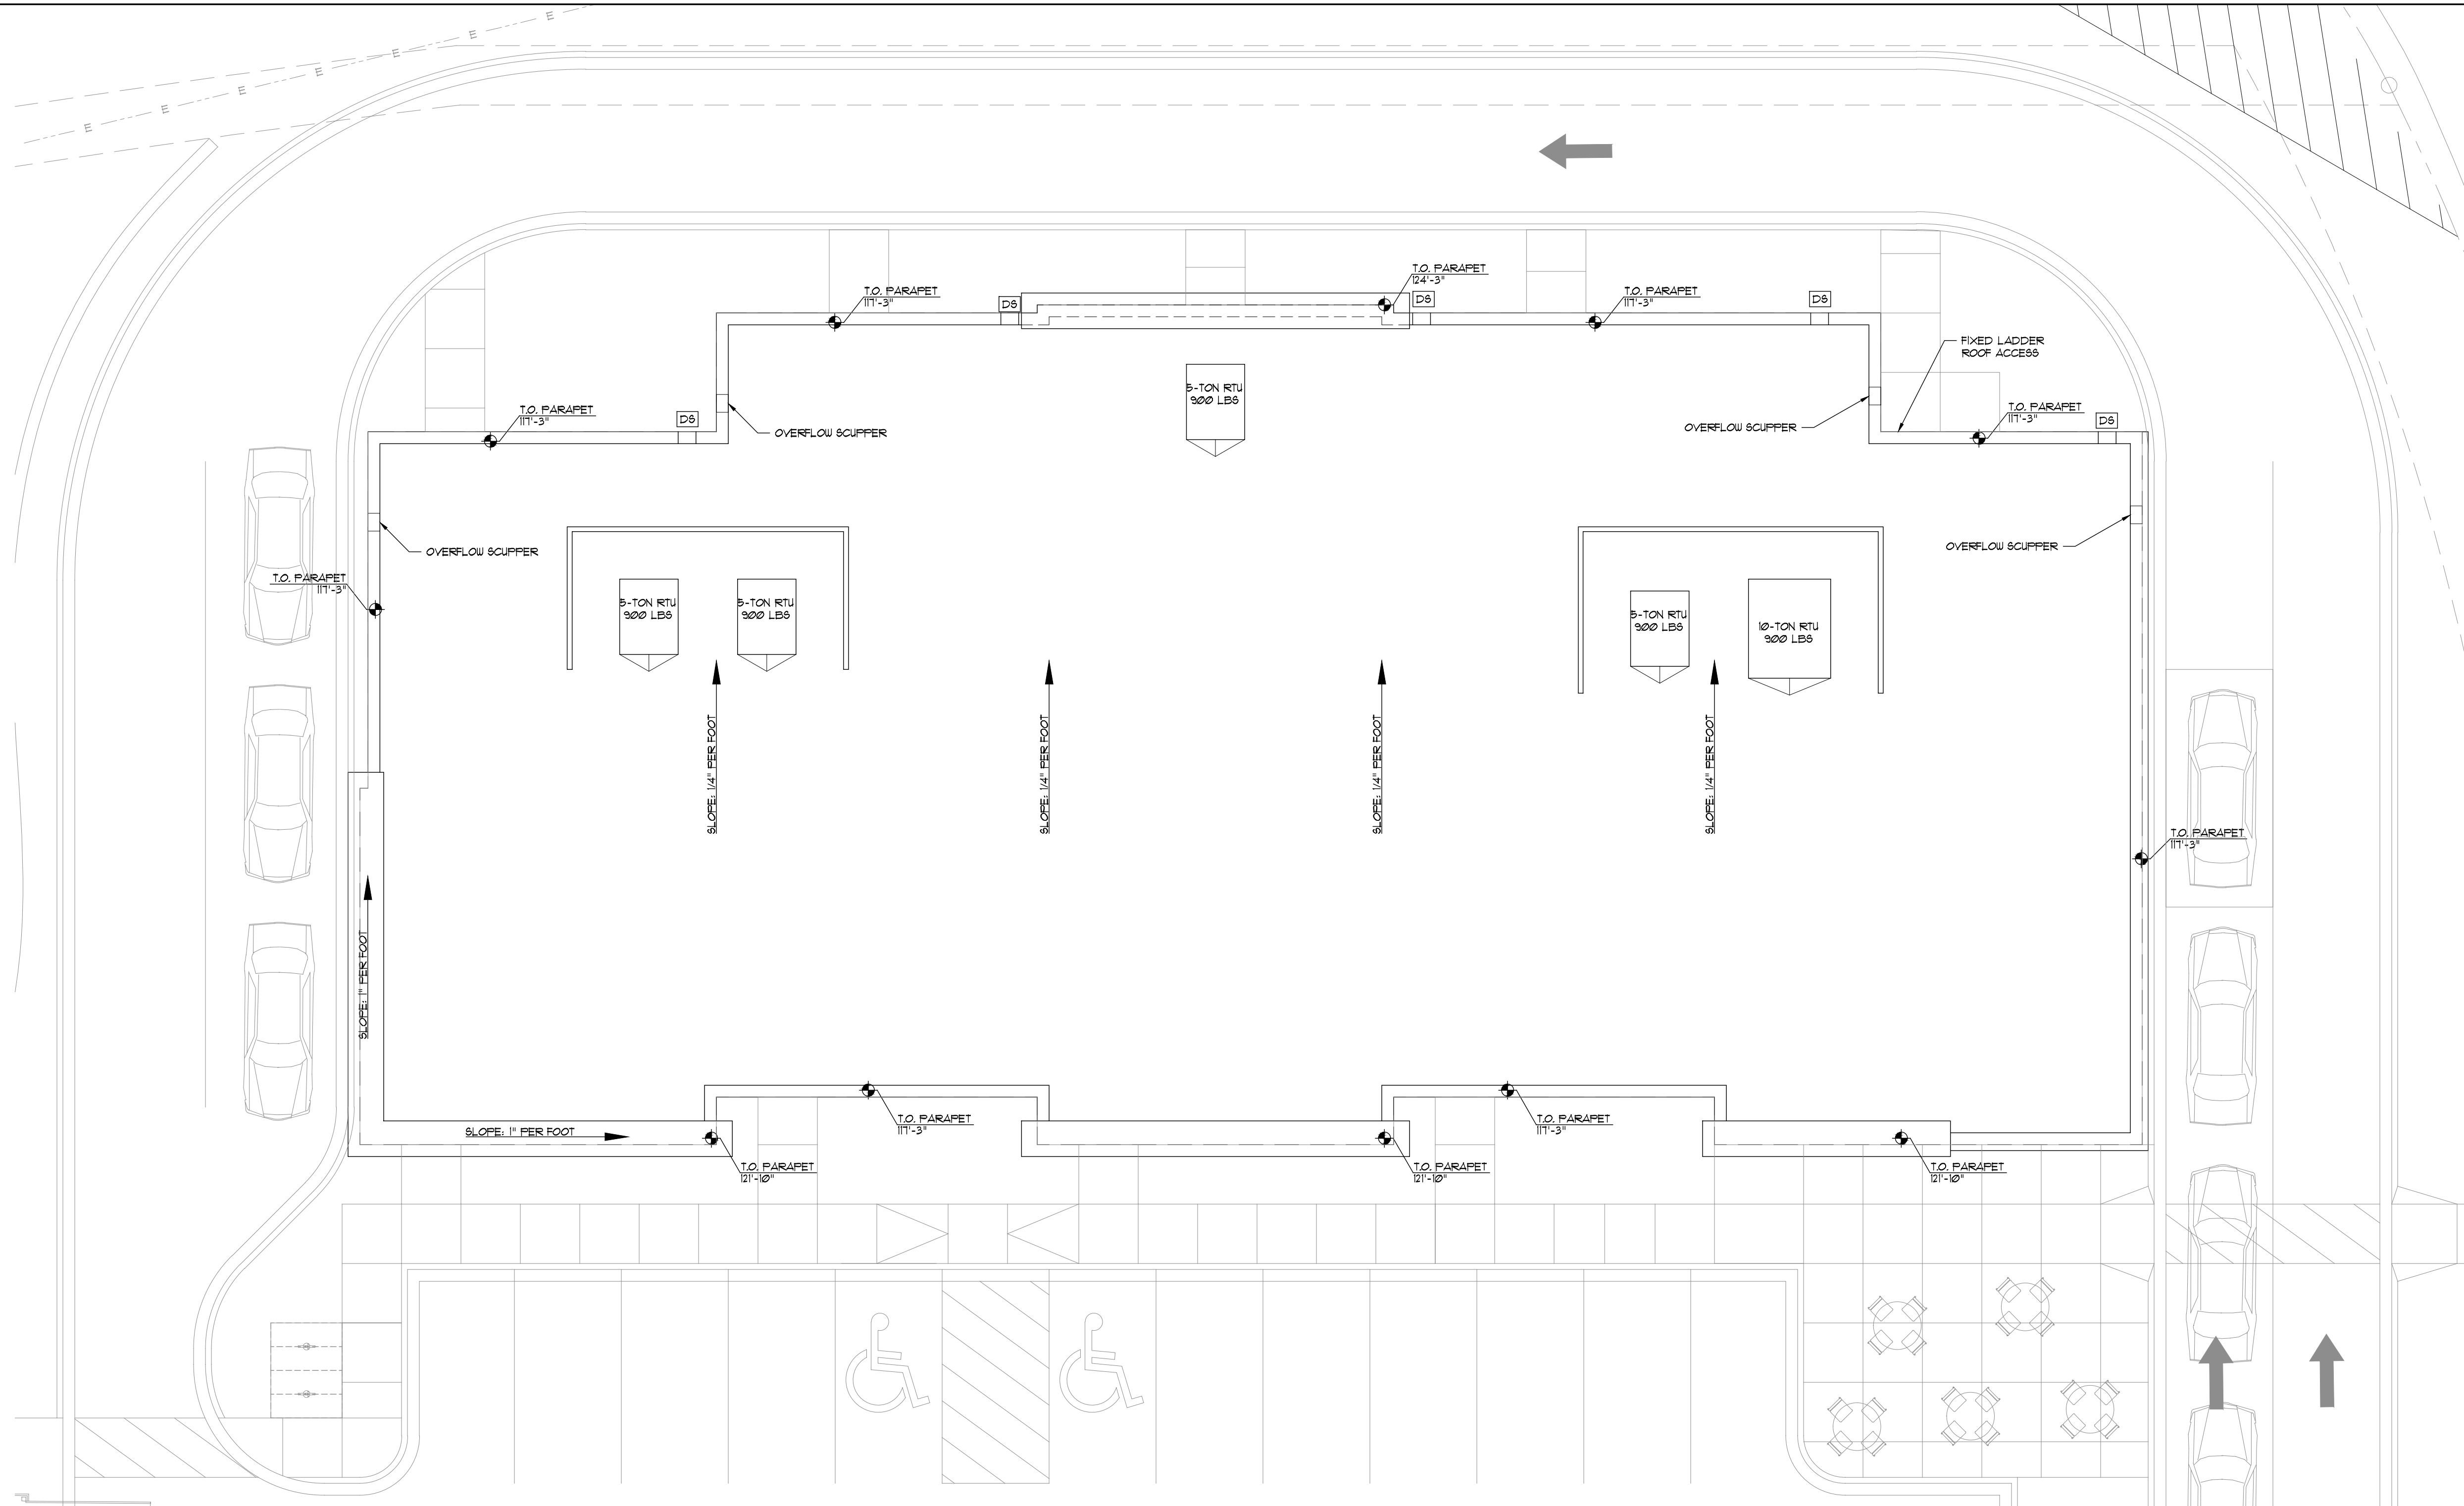 E
E
E
E
E
E
E
T.O. PARAPET
124'-3"
T.O. PARAPET
117'-3"
DS
DS
T.O. PARAPET
117'-3"
DS
FIXED LADDER
ROOF ACCESS
5-TON RTU
900 LBS
T.O. PARAPET
117'-3"
DS
OVERFLOW SCUPPER
OVERFLOW SCUPPER
T.O. PARAPET
117'-3"
DS
OVERFLOW SCUPPER
OVERFLOW SCUPPER
T.O. PARAPET
117'-3"
5-TON RTU
900 LBS
5-TON RTU
900 LBS
5-TON RTU
900 LBS
10-TON RTU
900 LBS
SLOPE: 1/4" PER FOOT
SLOPE: 1/4" PER FOOT
SLOPE: 1/4" PER FOOT
SLOPE: 1/4" PER FOOT
T.O. PARAPET
117'-3"
SLOPE: 1" PER FOOT
SLOPE: 1" PER FOOT
T.O. PARAPET
117'-3"
T.O. PARAPET
117'-3"
T.O. PARAPET
121'-10"
T.O. PARAPET
121'-10"
T.O. PARAPET
121'-10"